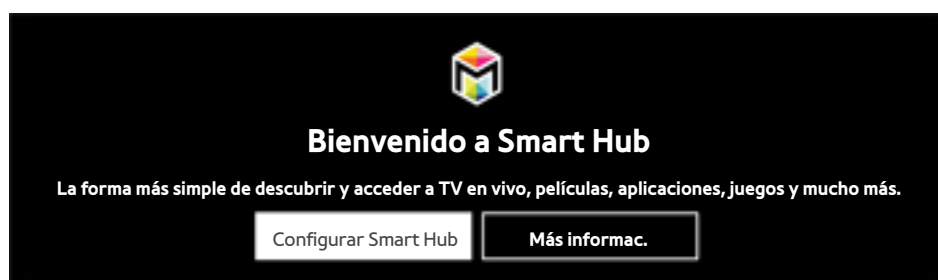 Bienvenido a Smart Hub
La forma más simple de descubrir y acceder a TV en vivo, películas, aplicaciones, juegos y mucho más.
Configurar Smart Hub
Más informac.